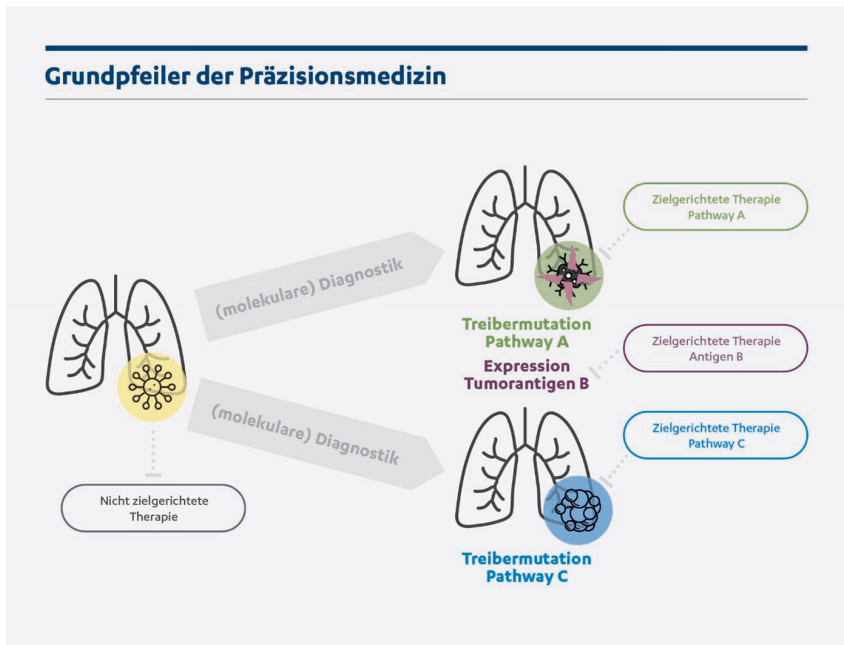 Grundpfeiler der Präzisionsmedizin
(molekulare) Diagnostik
(molekulare) Diagnostik
Nicht zielgerichtete
Therapie
Treibermutation
Pathway A
Expression
Tumorantigen B
Treibermutation
Pathway C
Zielgerichtete Therapie
Pathway A
Zielgerichtete Therapie
Antigen B
Zielgerichtete Therapie
Pathway C